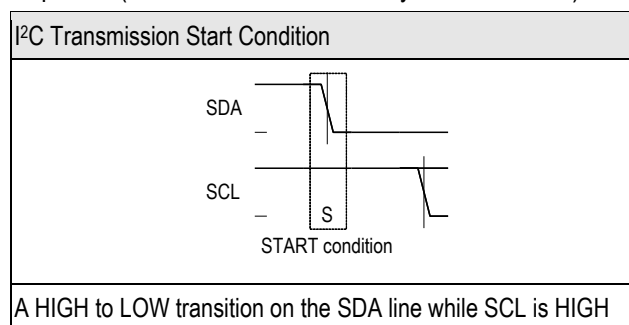 I²C Transmission Start Condition
SDA
SCL
S
START condition
A HIGH to LOW transition on the SDA line while SCL is HIGH